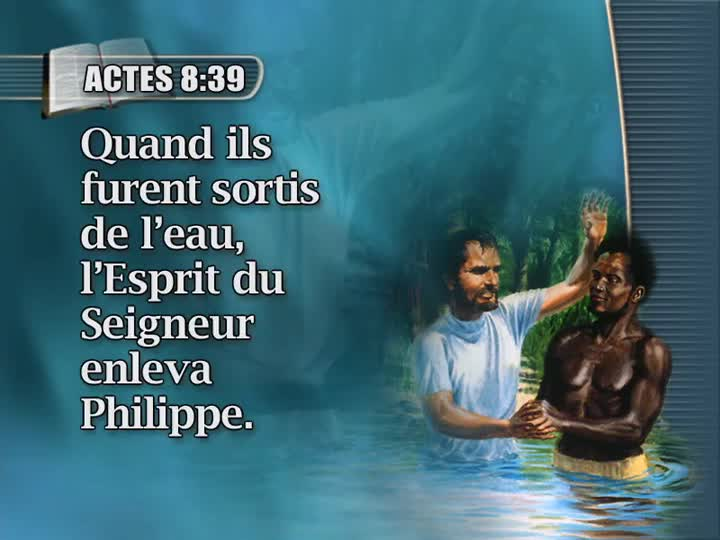 ACTES 8:39
Quand ils
furent sortis
de l'eau,
l'Esprit du
Seigneur
enleva
Philippe.